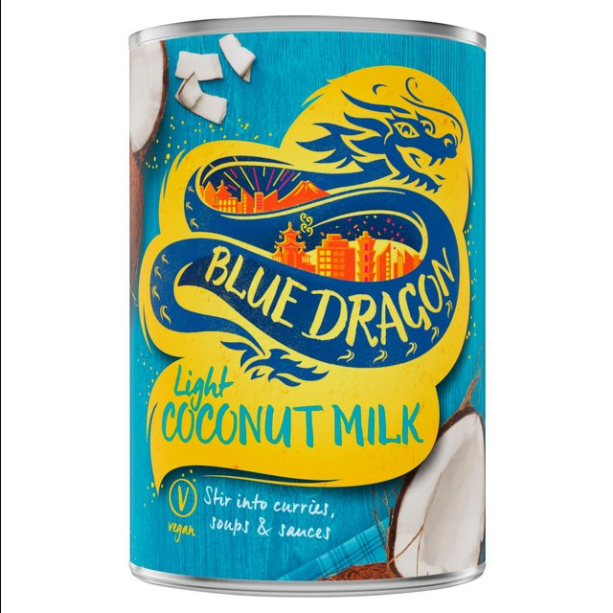 BLUE DRAGON
Light
COCONUT MILK
V
vegan
Stir into curries,
soups & sauces